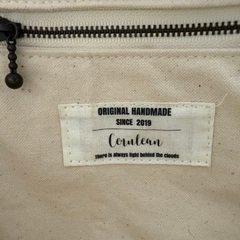 ORIGINAL HANDMADE
SINCE 2019
Cerulean
there is always light behind the clouds